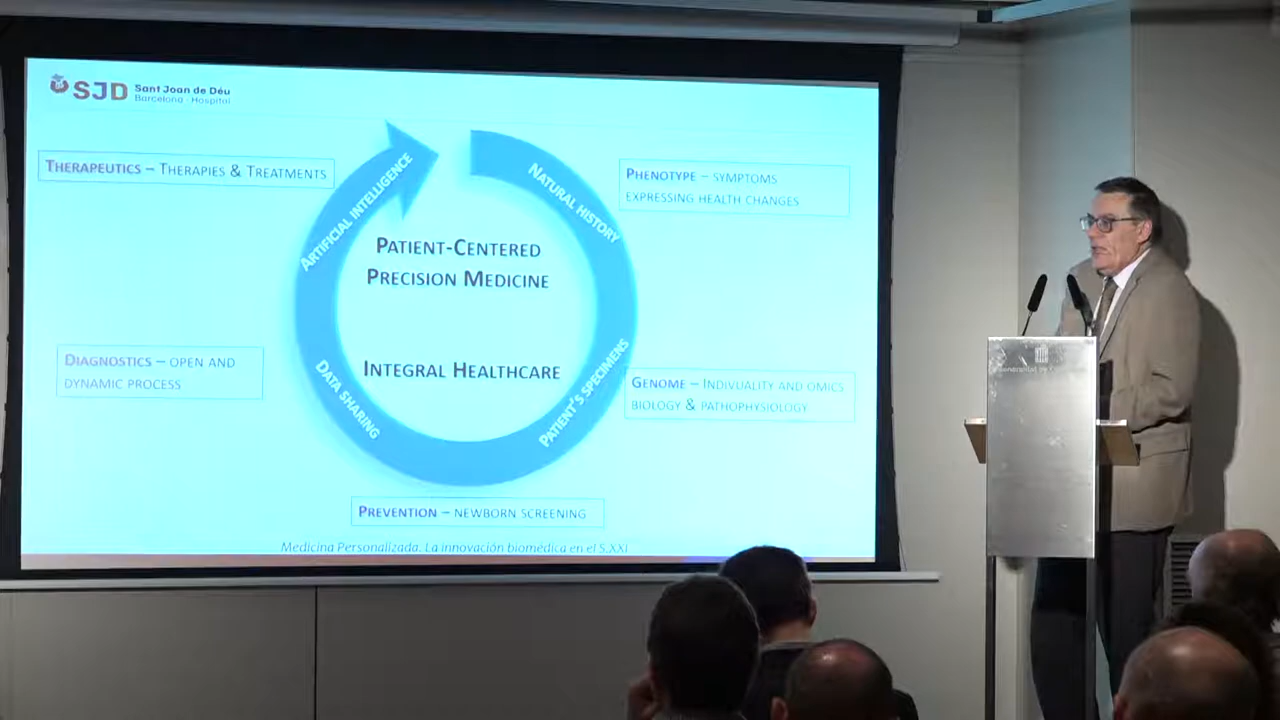 SJD Sant Joan de Déu
Barcelona · Hospital
THERAPEUTICS – THERAPIES & TREATMENTS
PHENOTYPE – SYMPTOMS
EXPRESSING HEALTH CHANGES
ARTIFICIAL INTELLIGENCE
NATURAL HISTORY
PATIENT-CENTERED
PRECISION MEDICINE
INTEGRAL HEALTHCARE
DIAGNOSTICS – OPEN AND
DYNAMIC PROCESS
DATA SHARING
PATIENT'S SPECIMENS
GENOME – INDIVUALITY AND OMICS
BIOLOGY & PATHOPHYSIOLOGY
PREVENTION – NEWBORN SCREENING
Medicina Personalizada. La innovación biomédica en el S.XXI